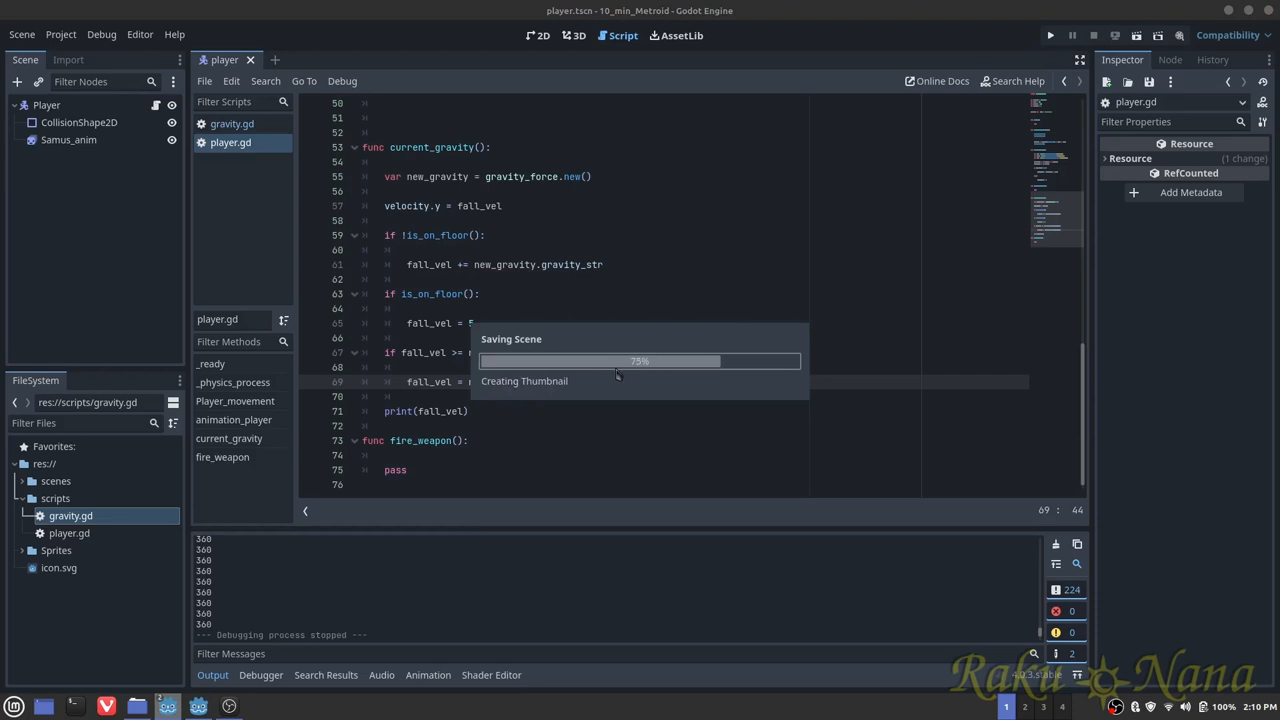 player.tscn - 10_min_Metroid - Godot Engine
Scene Project Debug Editor Help
2D 3D Script AssetLib
Compatibility
Scene Import
Filter Nodes
Player
CollisionShape2D
Samus_anim
FileSystem
res://scripts/gravity.gd
Filter Files
Favorites:
res://
scenes
scripts
gravity.gd
player.gd
Sprites
icon.svg
player
File Edit Search Go To Debug
Online Docs Search Help
Filter Scripts
gravity.gd
player.gd
player.gd
Filter Methods
_ready
_physics_process
Player_movement
animation_player
current_gravity
fire_weapon
50
51
52
53 func current_gravity():
54
55 var new_gravity = gravity_force.new()
56
57 velocity.y = fall_vel
58
59 if !is_on_floor():
60
61 fall_vel += new_gravity.gravity_str
62
63 if is_on_floor():
64
65 fall_vel = 5
66
67 if fall_vel >=
68
69 fall_vel =
70
71 print(fall_vel)
72
73 func fire_weapon():
74
75 pass
76
Saving Scene
75%
Creating Thumbnail
69 : 44
360
360
360
360
360
360
360
360
360
--- Debugging process stopped ---
Filter Messages
224
0
0
2
Output Debugger Search Results Audio Animation Shader Editor
4.0.3.stable
Inspector Node History
player.gd
Filter Properties
Resource
Resource (1 change)
RefCounted
Add Metadata
Raku Nana
2
1 2 3 4
100% 2:10 PM